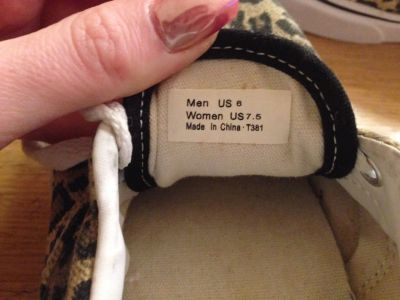 Men US 6
Women US 7.5
Made in China · T381